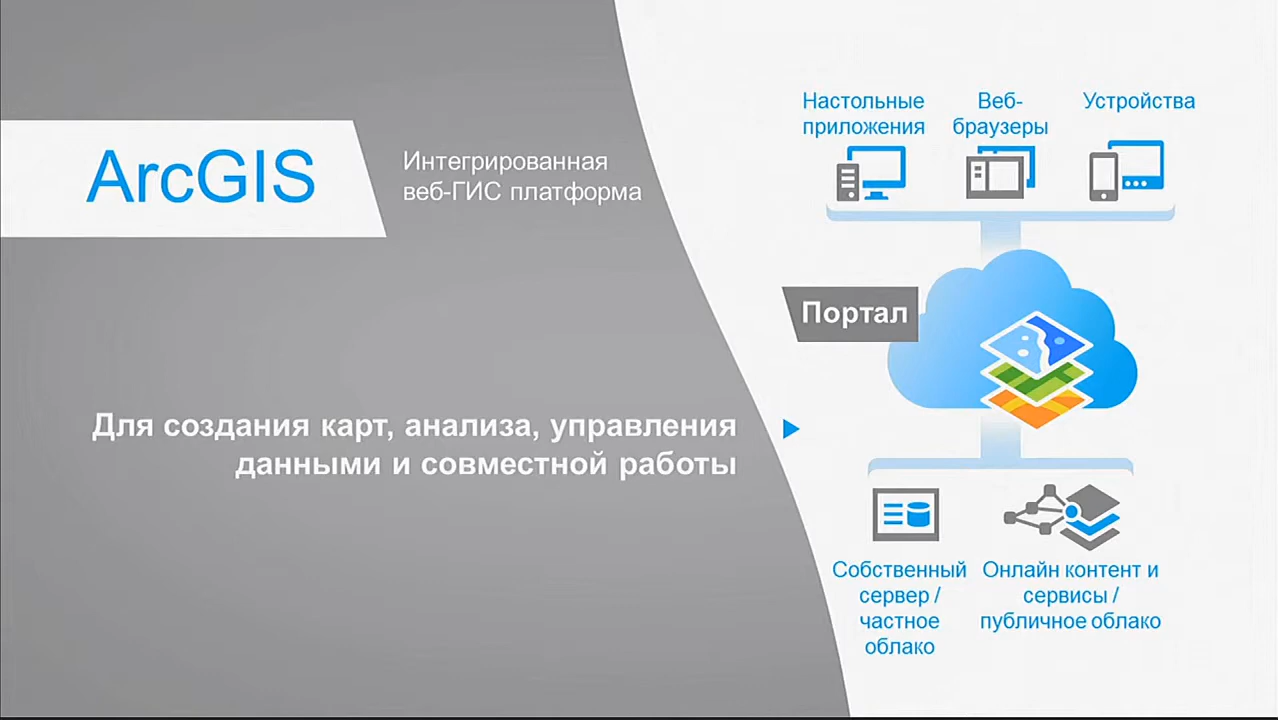 ArcGIS
Интегрированная
веб-ГИС платформа
Для создания карт, анализа, управления
данными и совместной работы
Настольные
приложения
Веб-
браузеры
Устройства
Портал
Собственный
сервер /
частное
облако
Онлайн контент и
сервисы /
публичное облако